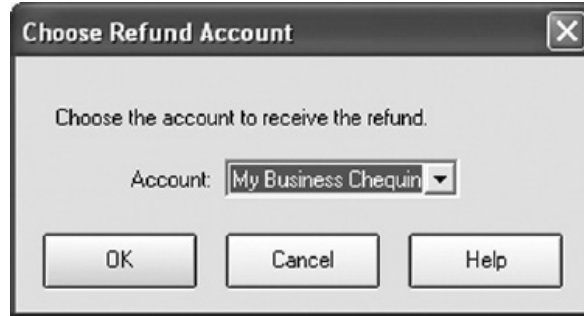 Choose Refund Account
Choose the account to receive the refund.
Account: My Business Chequin
OK Cancel Help